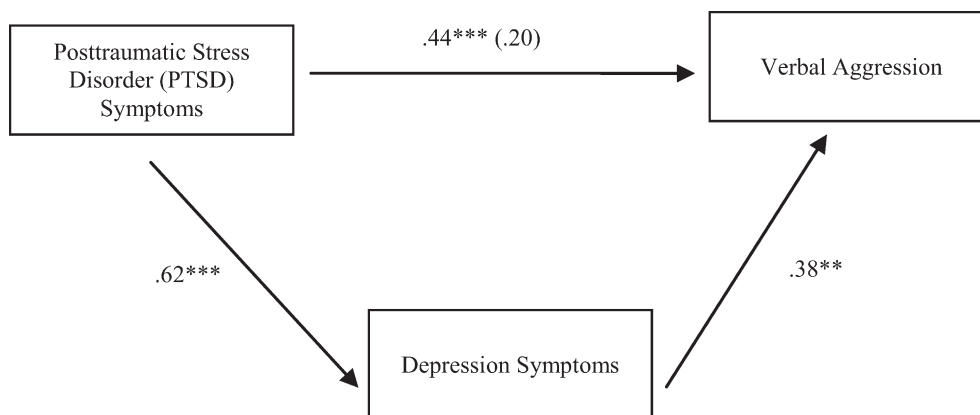 .44*** (.20)
Posttraumatic Stress
Disorder (PTSD)
Symptoms
Verbal Aggression
.62***
.38**
Depression Symptoms